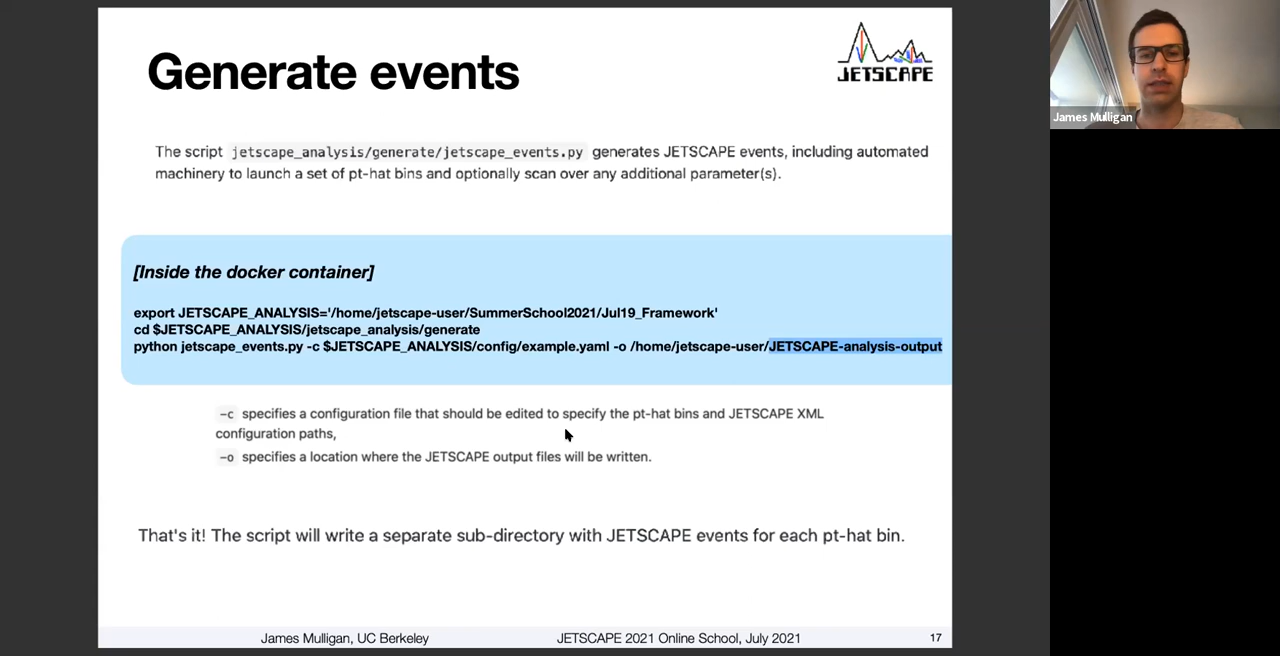 Generate events
JETSCAPE
James Mulligan
The script jetscape_analysis/generate/jetscape_events.py generates JETSCAPE events, including automated
machinery to launch a set of pt-hat bins and optionally scan over any additional parameter(s).
[Inside the docker container]
export JETSCAPE_ANALYSIS='/home/jetscape-user/SummerSchool2021/Jul19_Framework'
cd $JETSCAPE_ANALYSIS/jetscape_analysis/generate
python jetscape_events.py -c $JETSCAPE_ANALYSIS/config/example.yaml -o /home/jetscape-user/JETSCAPE-analysis-output
-c specifies a configuration file that should be edited to specify the pt-hat bins and JETSCAPE XML
configuration paths,
-o specifies a location where the JETSCAPE output files will be written.
That's it! The script will write a separate sub-directory with JETSCAPE events for each pt-hat bin.
James Mulligan, UC Berkeley
JETSCAPE 2021 Online School, July 2021
17